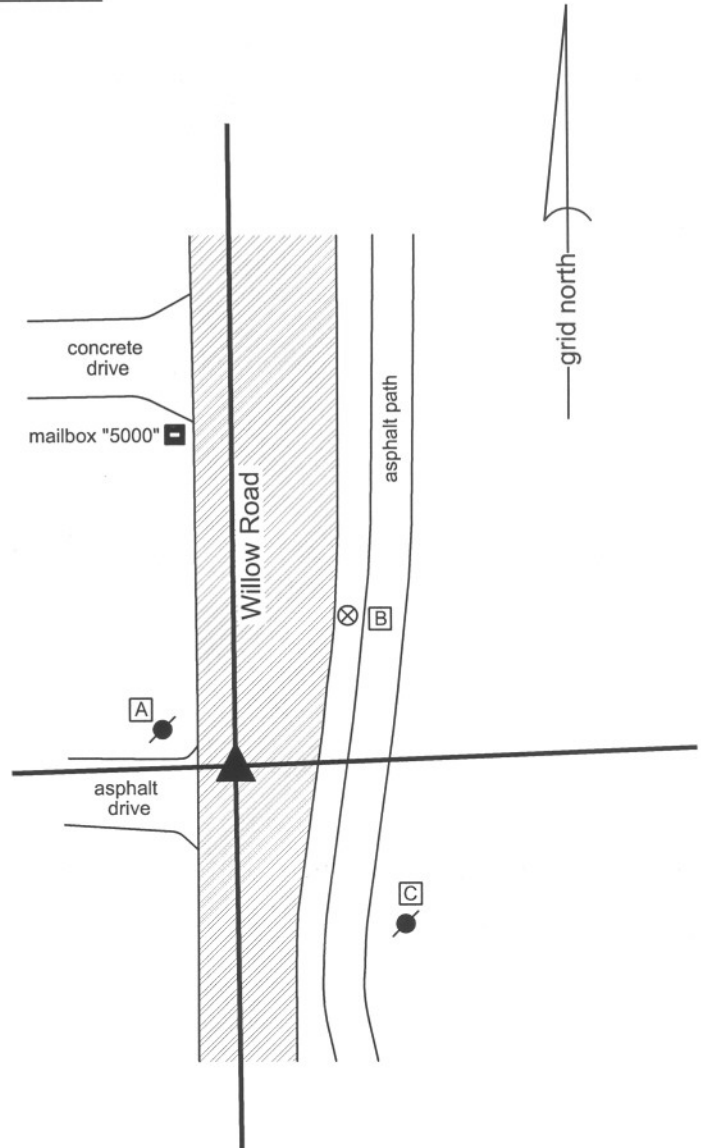 grid north
concrete
drive
mailbox "5000"
asphalt path
Willow Road
B
A
asphalt
drive
C